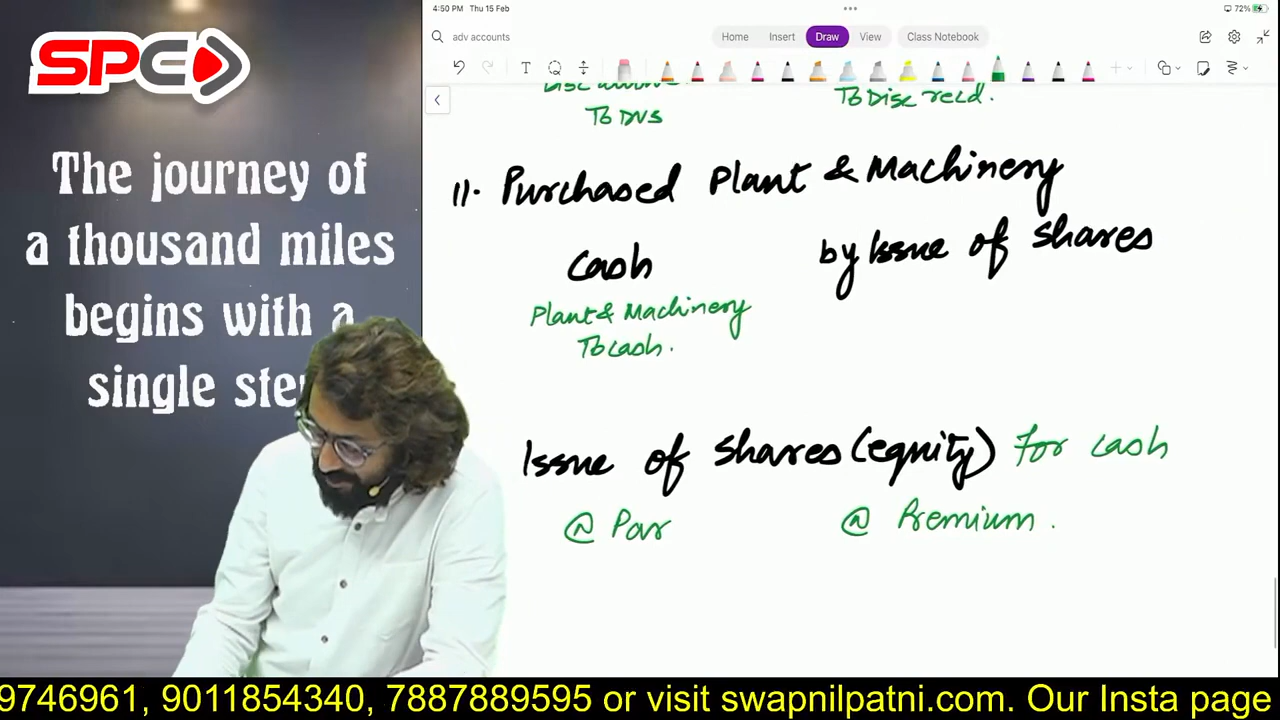 SPC
The journey of
a thousand miles
begins with a
single ste
4:50 PM Thu 15 Feb
72%
adv accounts
Home Insert Draw View Class Notebook
To DVS
To Disc recd.
11. Purchased Plant & Machinery
Cash
by Issue of Shares
Plant & Machinery
To cash.
Issue of Shares (equity) for cash
@ Par
@ Premium.
9746961, 9011854340, 7887889595 or visit swapnilpatni.com. Our Insta page